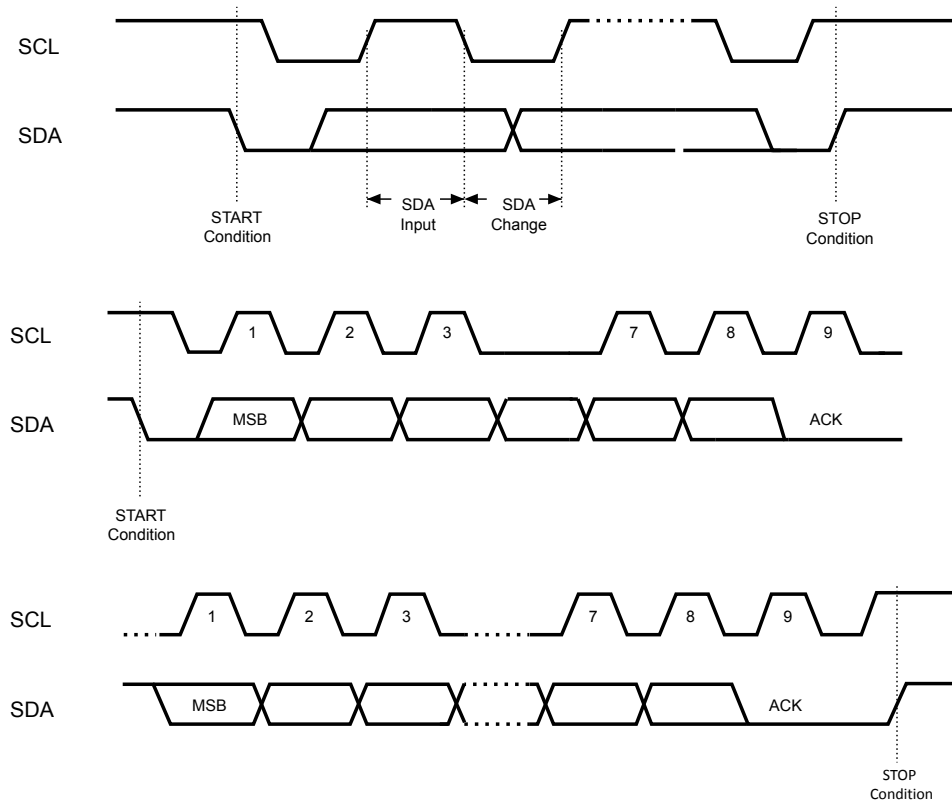 SCL
SDA
START
Condition
SDA
Input
SDA
Change
STOP
Condition
SCL
1
2
3
7
8
9
SDA
MSB
ACK
START
Condition
SCL
1
2
3
7
8
9
SDA
MSB
ACK
STOP
Condition